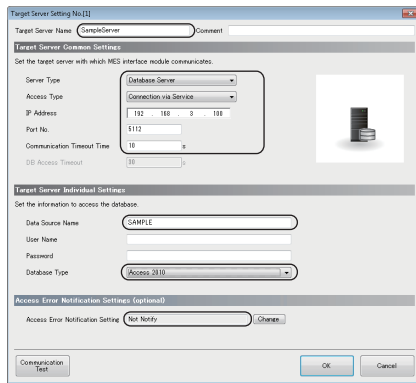 Target Server Setting No.[1]
Target Server Name SampleServer Comment
Target Server Common Settings
Set the target server with which MES interface module communicates.
Server Type Database Server
Access Type Connection via Service
IP Address 192 . 168 . 3 . 100
Port No. 5112
Communication Timeout Time 10 s
DB Access Timeout 30 s
Target Server Individual Settings
Set the information to access the database.
Data Source Name SAMPLE
User Name
Password
Database Type Access 2010
Access Error Notification Settings (optional)
Access Error Notification Setting Not Notify Change
Communication Test OK Cancel